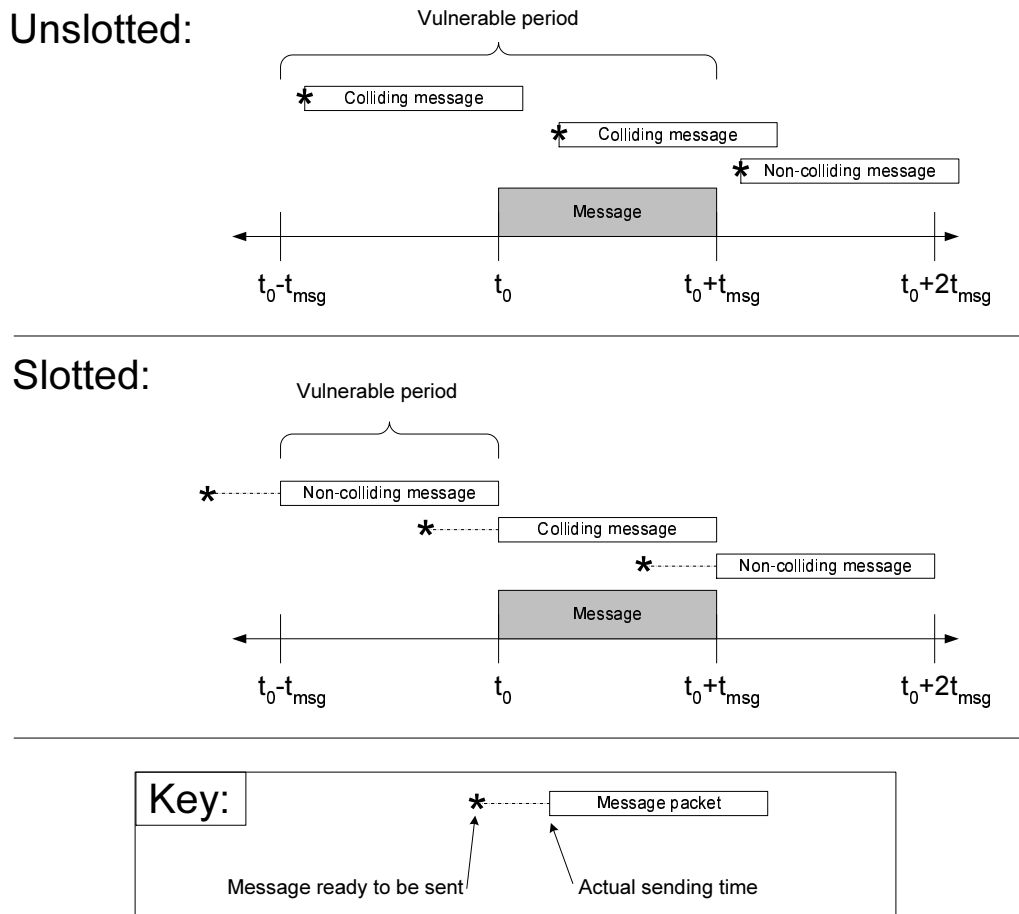 Unslotted:
Vulnerable period
* Colliding message
* Colliding message
* Non-colliding message
Message
t0-tmsg t0 t0+tmsg t0+2tmsg
Slotted:
Vulnerable period
* Non-colliding message
* Colliding message
* Non-colliding message
Message
t0-tmsg t0 t0+tmsg t0+2tmsg
Key:
* Message packet
Message ready to be sent Actual sending time